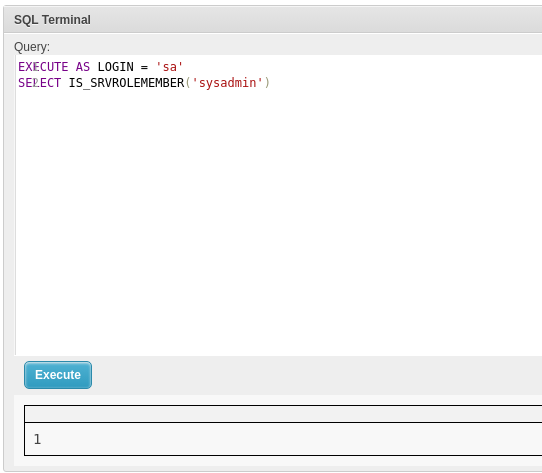 SQL Terminal
Query:
EXECUTE AS LOGIN = 'sa'
SELECT IS_SRVROLEMEMBER('sysadmin')
Execute
1